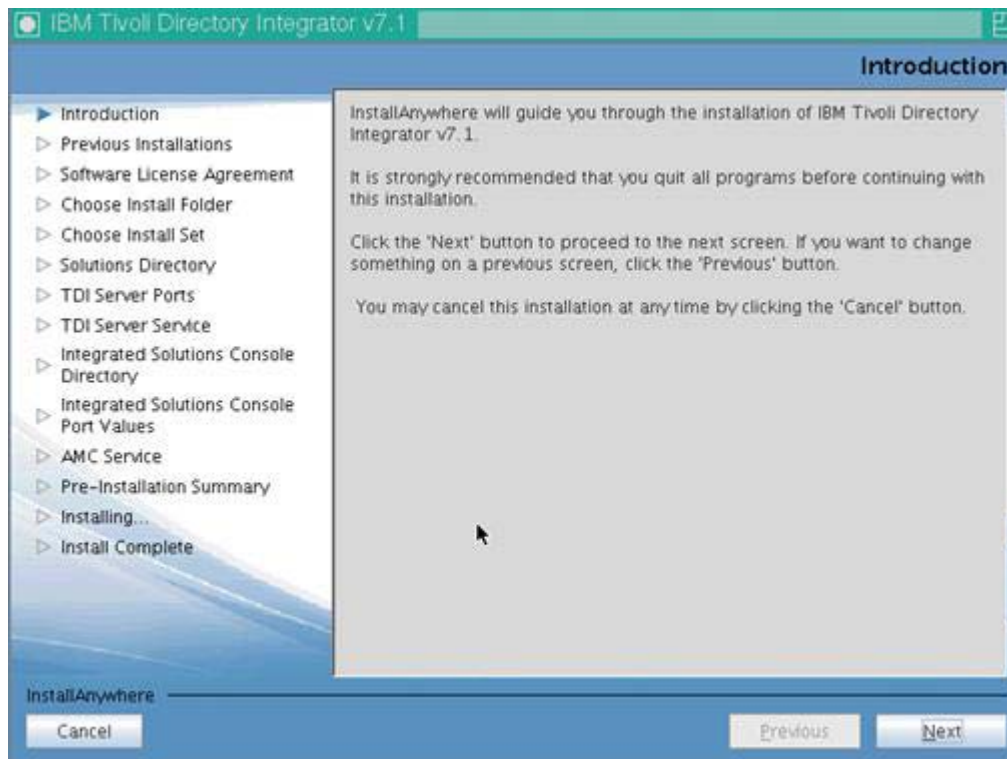 IBM Tivoli Directory Integrator v7.1
Introduction
Introduction
Previous Installations
Software License Agreement
Choose Install Folder
Choose Install Set
Solutions Directory
TDI Server Ports
TDI Server Service
Integrated Solutions Console
Directory
Integrated Solutions Console
Port Values
AMC Service
Pre-Installation Summary
Installing...
Install Complete
InstallAnywhere will guide you through the installation of IBM Tivoli Directory
Integrator v7.1.
It is strongly recommended that you quit all programs before continuing with
this installation.
Click the 'Next' button to proceed to the next screen. If you want to change
something on a previous screen, click the 'Previous' button.
You may cancel this installation at any time by clicking the 'Cancel' button.
InstallAnywhere
Cancel
Previous
Next